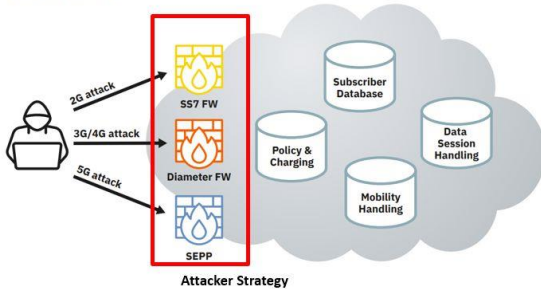 2G attack
SS7 FW
3G/4G attack
Diameter FW
5G attack
SEPP
Subscriber
Database
Policy &
Charging
Data
Session
Handling
Mobility
Handling
Attacker Strategy